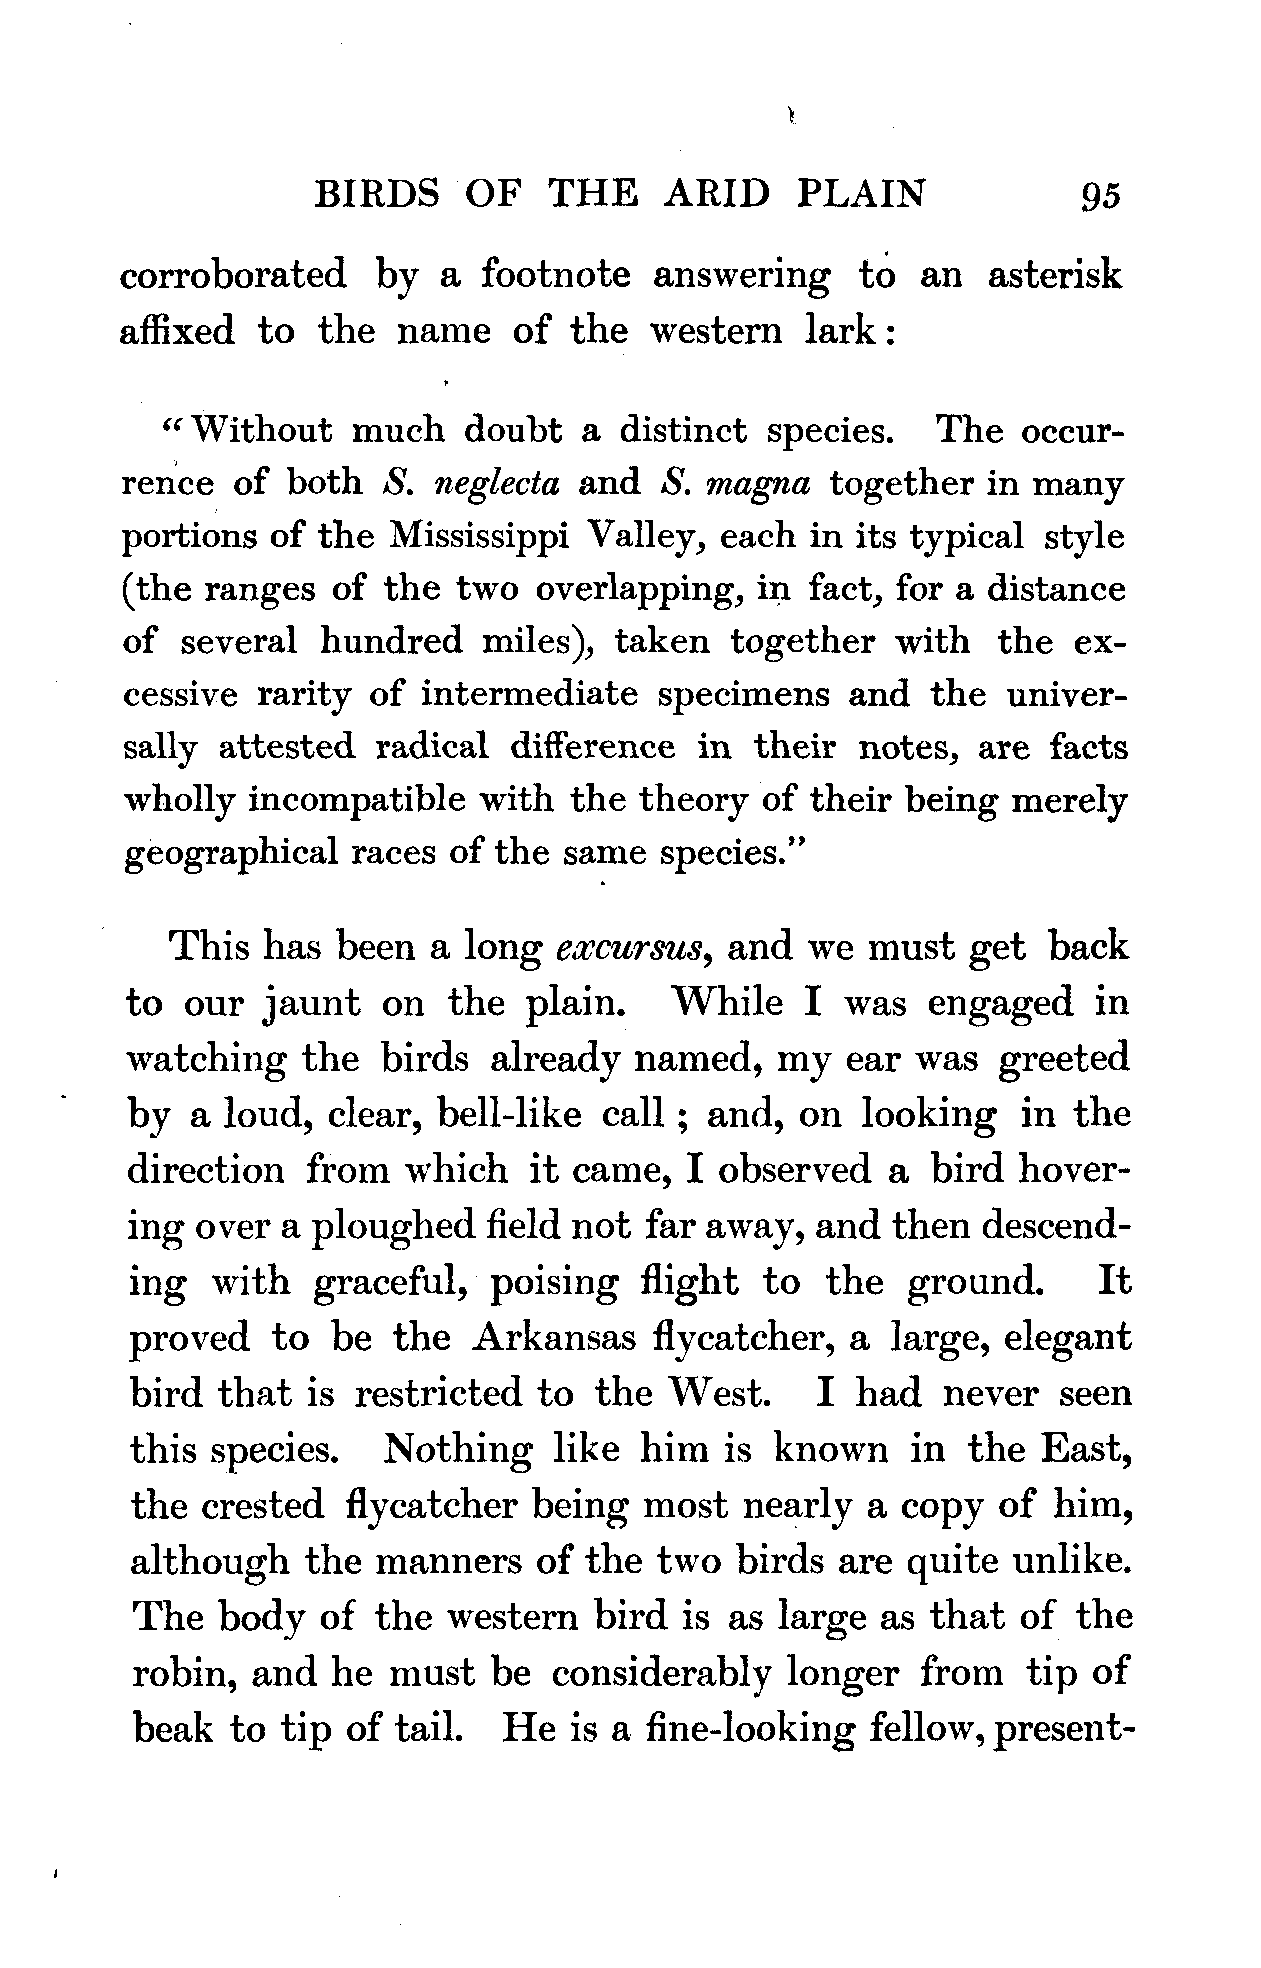 BIRDS OF THE ARID PLAIN 95
corroborated by a footnote answering to an asterisk
affixed to the name of the western lark :
“Without much doubt a distinct species. The occur-
rence of both S. neglecta and S. magna together in many
portions of the Mississippi Valley, each in its typical style
(the ranges of the two overlapping, in fact, for a distance
of several hundred miles), taken together with the ex-
cessive rarity of intermediate specimens and the univer-
sally attested radical difference in their notes, are facts
wholly incompatible with the theory of their being merely
geographical races of the same species.”
This has been a long excursus, and we must get back
to our jaunt on the plain. While I was engaged in
watching the birds already named, my ear was greeted
by a loud, clear, bell-like call ; and, on looking in the
direction from which it came, I observed a bird hover-
ing over a ploughed field not far away, and then descend-
ing with graceful, poising flight to the ground. It
proved to be the Arkansas flycatcher, a large, elegant
bird that is restricted to the West. I had never seen
this species. Nothing like him is known in the East,
the crested flycatcher being most nearly a copy of him,
although the manners of the two birds are quite unlike.
The body of the western bird is as large as that of the
robin, and he must be considerably longer from tip of
beak to tip of tail. He is a fine-looking fellow, present-